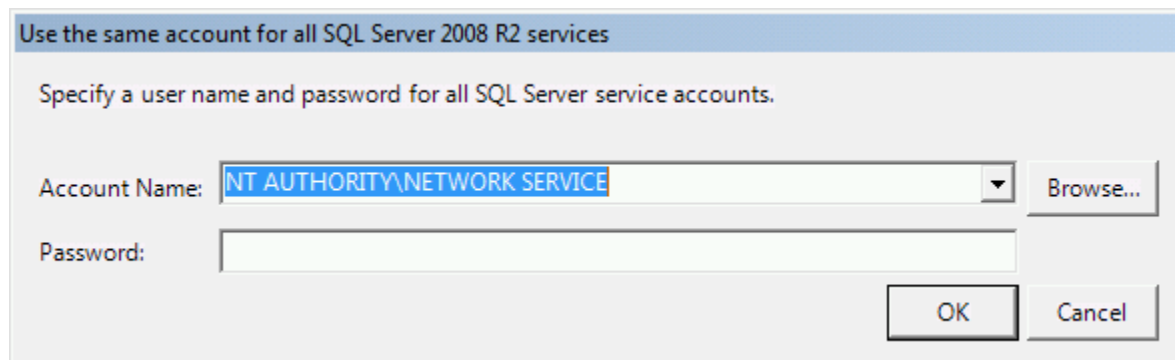 Use the same account for all SQL Server 2008 R2 services
Specify a user name and password for all SQL Server service accounts.
Account Name: NT AUTHORITY\NETWORK SERVICE Browse...
Password:
OK Cancel